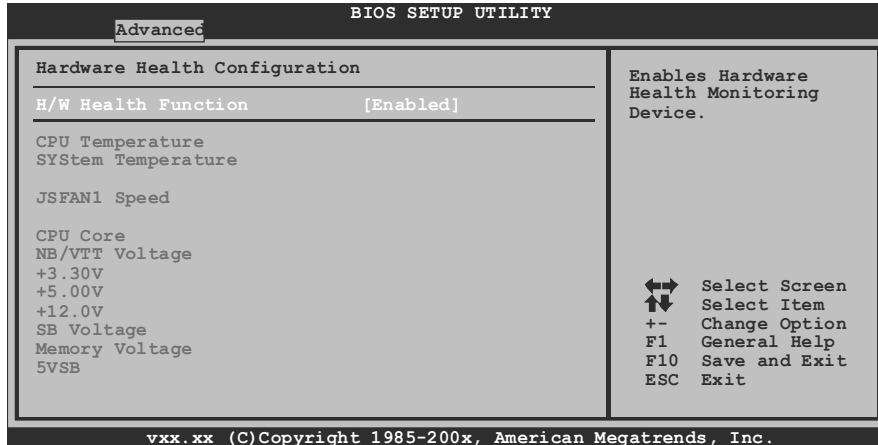 BIOS SETUP UTILITY
Advanced
Hardware Health Configuration
H/W Health Function [Enabled]
CPU Temperature
SYStem Temperature
JSFAN1 Speed
CPU Core
NB/VTT Voltage
+3.30V
+5.00V
+12.0V
SB Voltage
Memory Voltage
5VSB
Enables Hardware
Health Monitoring
Device.
Select Screen
Select Item
+- Change Option
F1 General Help
F10 Save and Exit
ESC Exit
vxx.xx (C)Copyright 1985-200x, American Megatrends, Inc.